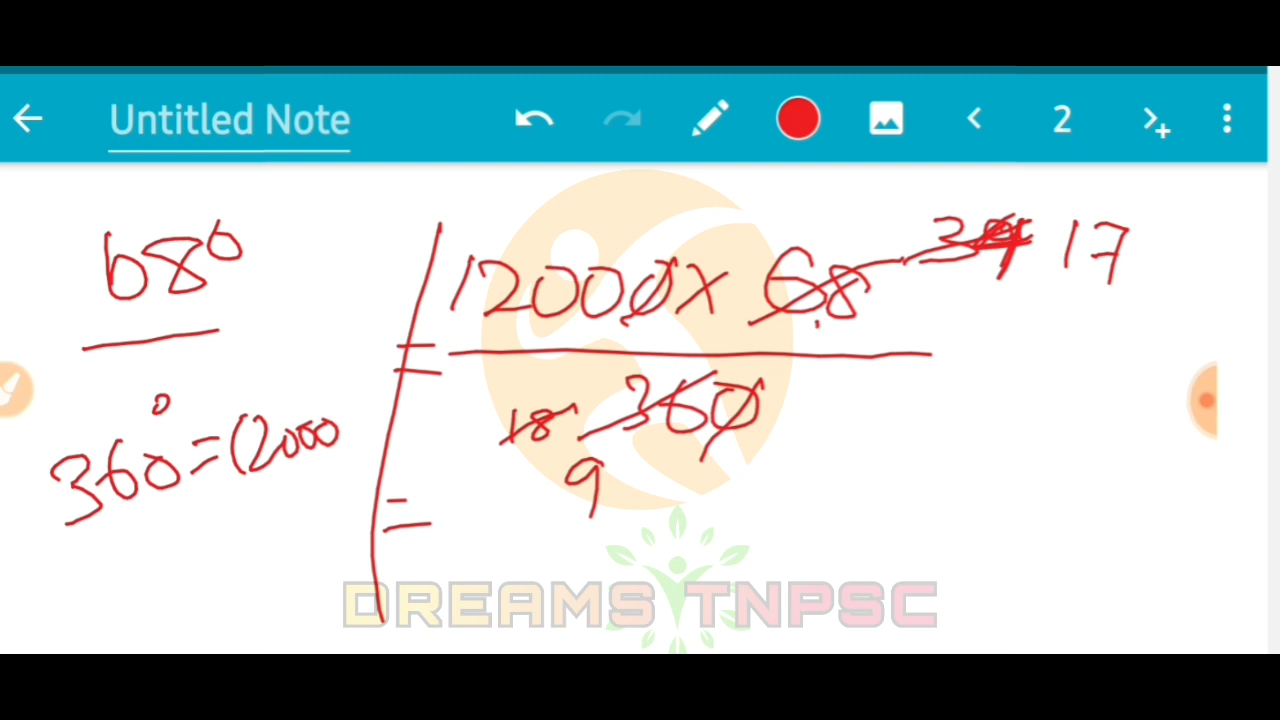 Untitled Note
2
68°
360° = 12000
= 12000 x 68 34 17
18 360
9
=
DREAMS TNPSC